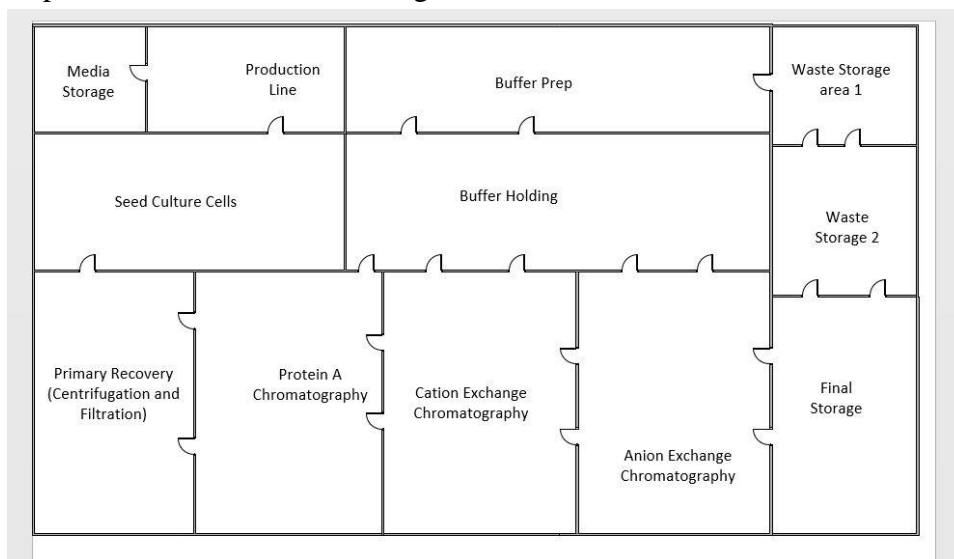 Media
Storage
Production
Line
Buffer Prep
Waste Storage
area 1
Seed Culture Cells
Buffer Holding
Waste
Storage 2
Primary Recovery
(Centrifugation and
Filtration)
Protein A
Chromatography
Cation Exchange
Chromatography
Anion Exchange
Chromatography
Final
Storage